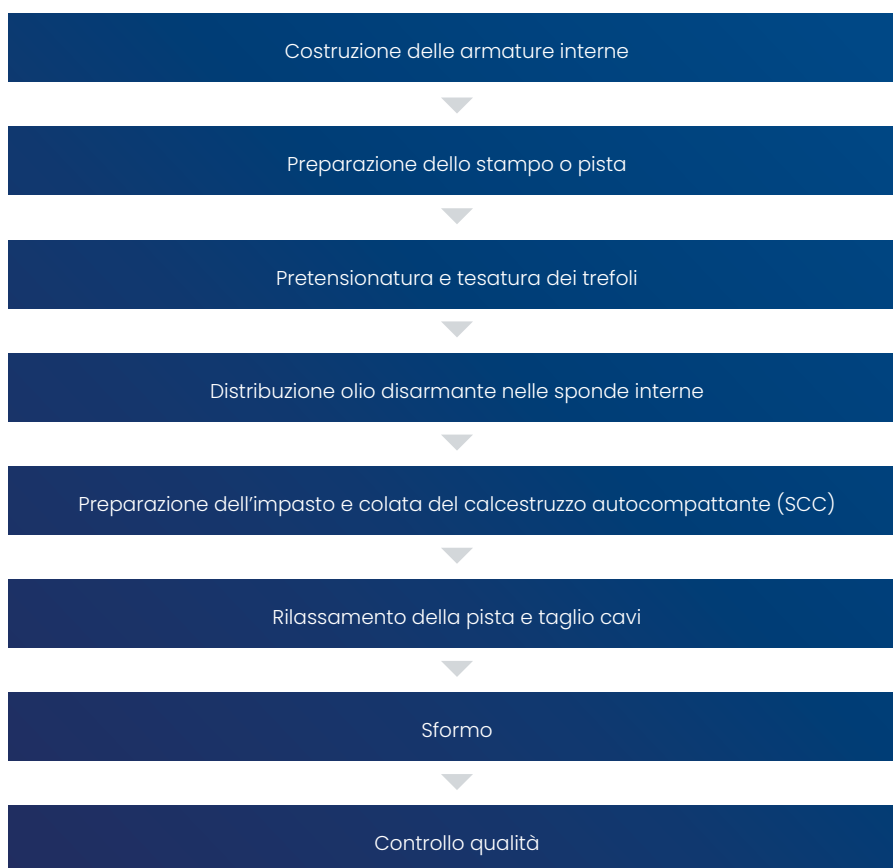 Costruzione delle armature interne
Preparazione dello stampo o pista
Pretensionatura e tesatura dei trefoli
Distribuzione olio disarmante nelle sponde interne
Preparazione dell’impasto e colata del calcestruzzo autocompattante (SCC)
Rilassamento della pista e taglio cavi
Sformo
Controllo qualità